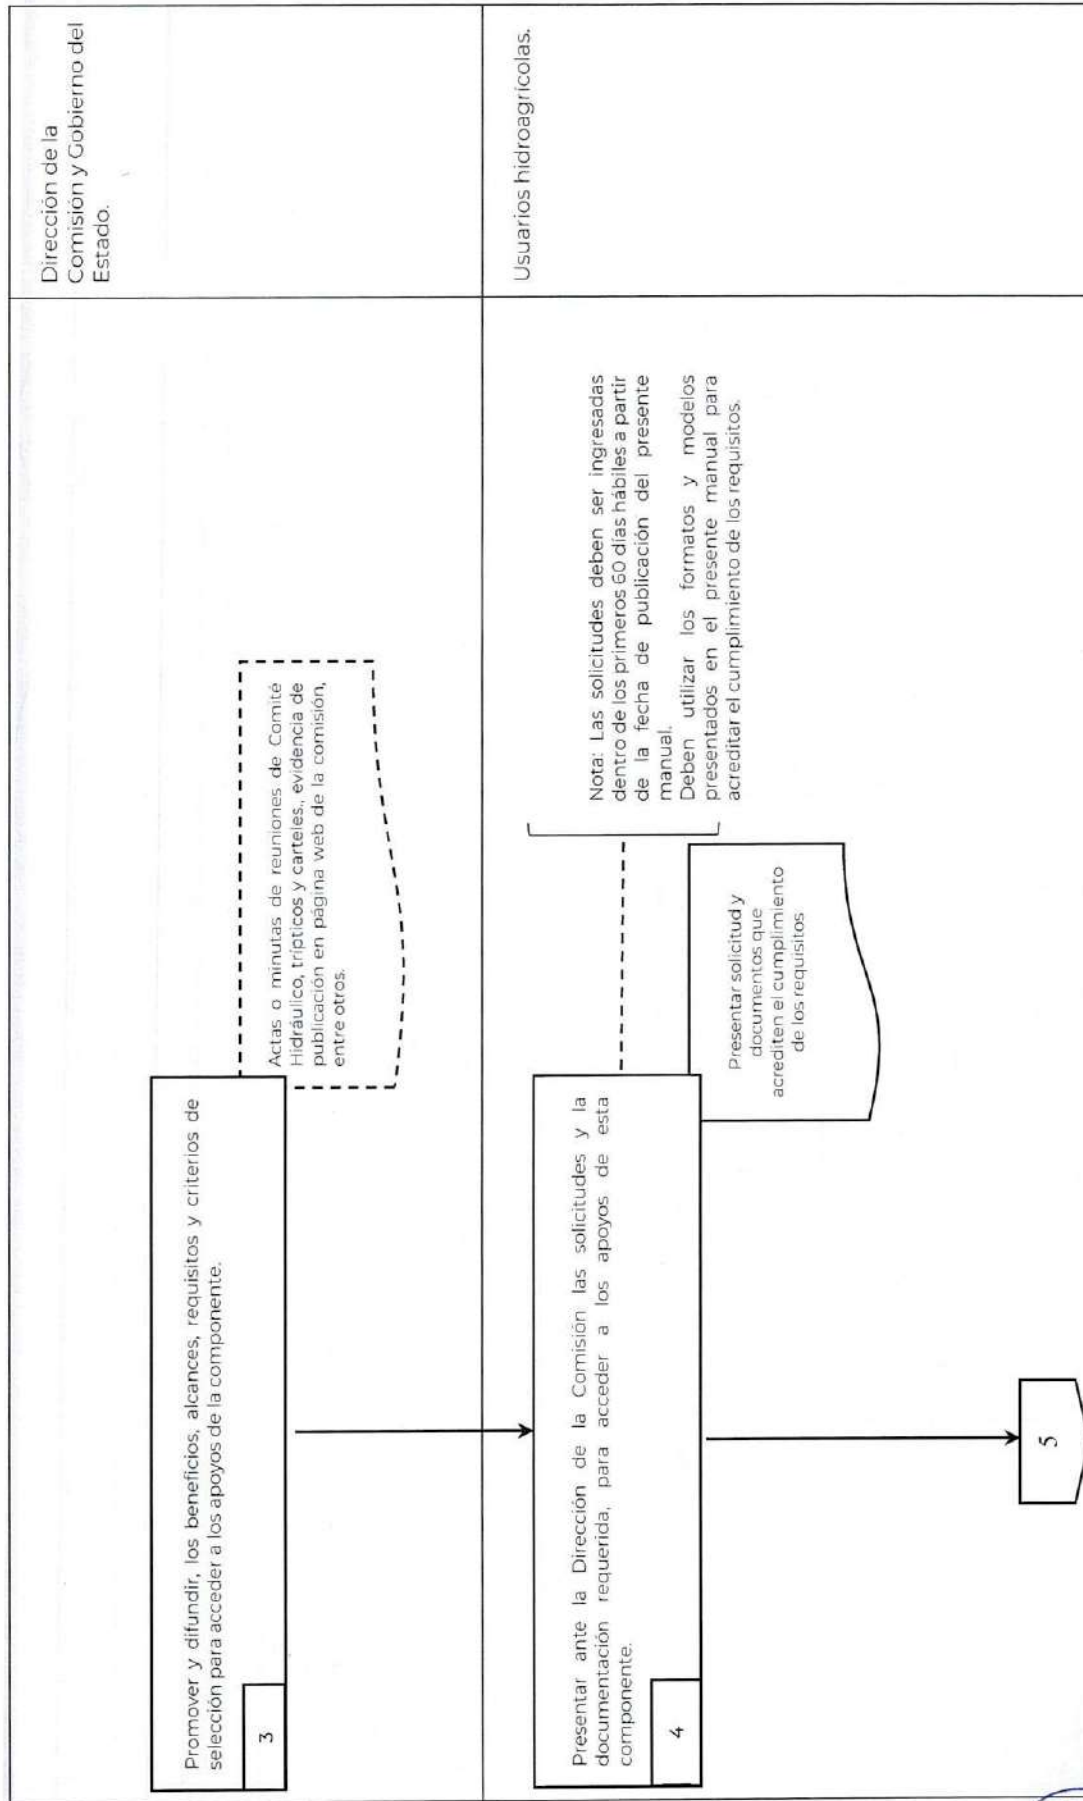 Promover y difundir, los beneficios, alcances, requisitos y criterios de
selección para acceder a los apoyos de la componente.
3
Actas o minutas de reuniones de Comité
Hidráulico, trípticos y carteles., evidencia de
publicación en página web de la comisión,
entre otros.
Dirección de la
Comisión y Gobierno del
Estado.
Presentar ante la Dirección de la Comisión las solicitudes y la
documentación requerida, para acceder a los apoyos de esta
componente.
4
Presentar solicitud y
documentos que
acrediten el cumplimiento
de los requisitos
Nota: Las solicitudes deben ser ingresadas
dentro de los primeros 60 días hábiles a partir
de la fecha de publicación del presente
manual.
Deben utilizar los formatos y modelos
presentados en el presente manual para
acreditar el cumplimiento de los requisitos.
Usuarios hidroagrícolas.
5